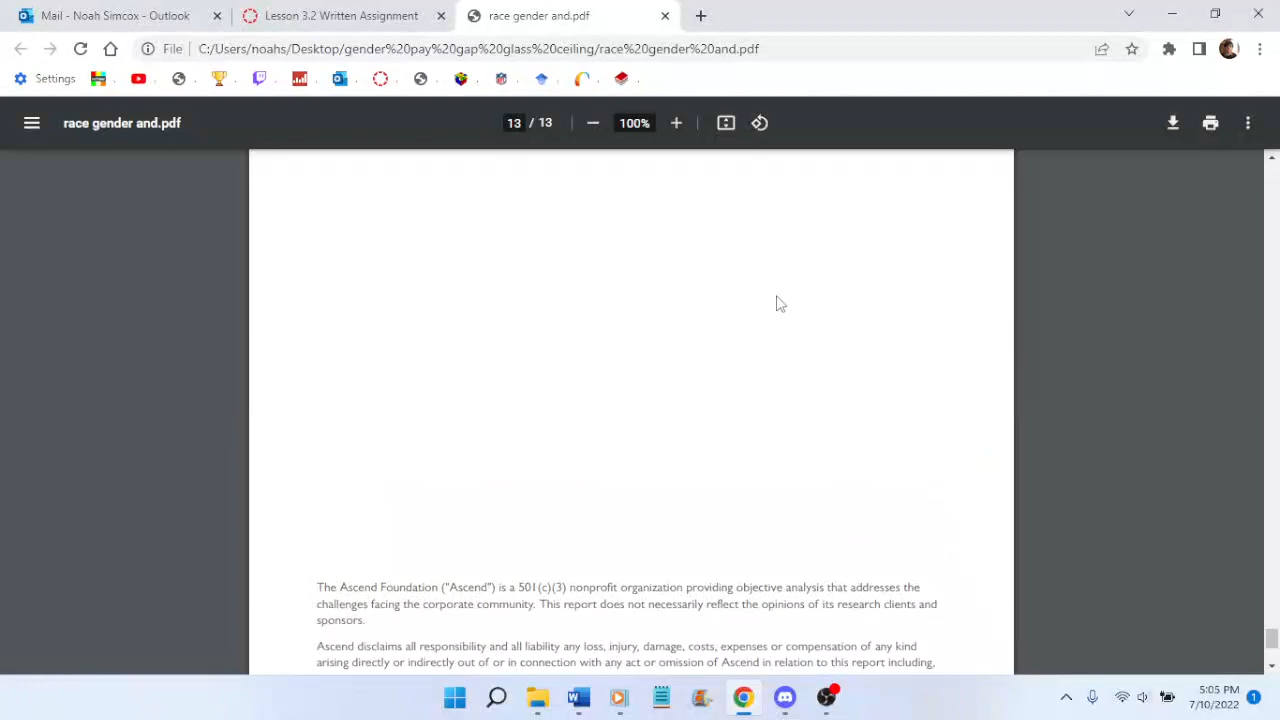 Mail - Noah Simcox - Outlook
Lesson 3.2 Written Assignment
race gender and.pdf
File C:/Users/noahs/Desktop/gender%20pay%20gap%20glass%20ceiling/race%20gender%20and.pdf
Settings
race gender and.pdf
13 / 13
100%
The Ascend Foundation ("Ascend") is a 501(c)(3) nonprofit organization providing objective analysis that addresses the
challenges facing the corporate community. This report does not necessarily reflect the opinions of its research clients and
sponsors.
Ascend disclaims all responsibility and all liability any loss, injury, damage, costs, expenses or compensation of any kind
arising directly or indirectly out of or in connection with any act or omission of Ascend in relation to this report including,
5:05 PM
7/10/2022
1